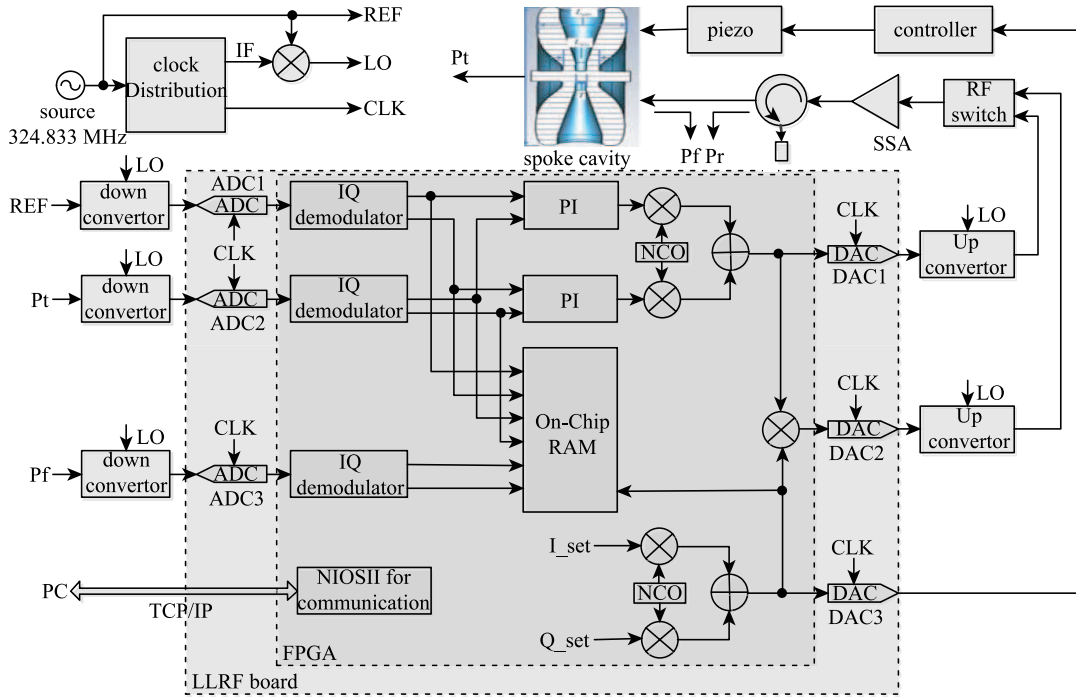 REF
piezo
controller
IF
clock
Distribution
LO
Pt
CLK
source
324.833 MHz
RF
switch
SSA
spoke cavity
Pf Pr
LO
ADC1
REF
down
convertor
ADC
IQ
demodulator
PI
CLK
LO
CLK
NCO
DAC
DAC1
Up
convertor
LO
Pt
down
convertor
ADC
ADC2
IQ
demodulator
PI
On-Chip
RAM
CLK
LO
DAC
DAC2
Up
convertor
LO
CLK
Pf
down
convertor
ADC
ADC3
IQ
demodulator
I_set
NCO
Q_set
CLK
DAC
DAC3
PC
TCP/IP
NIOSII for
communication
FPGA
LLRF board